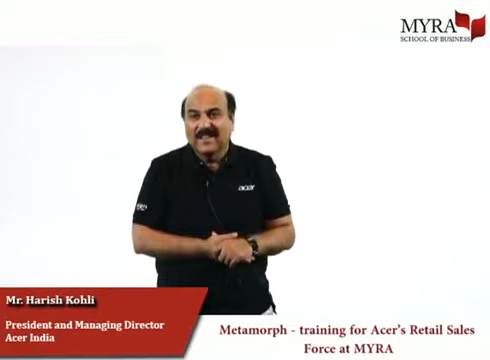 MYRA
SCHOOL OF BUSINESS
acer
Mr. Harish Kohli
President and Managing Director
Acer India
Metamorph - training for Acer's Retail Sales
Force at MYRA